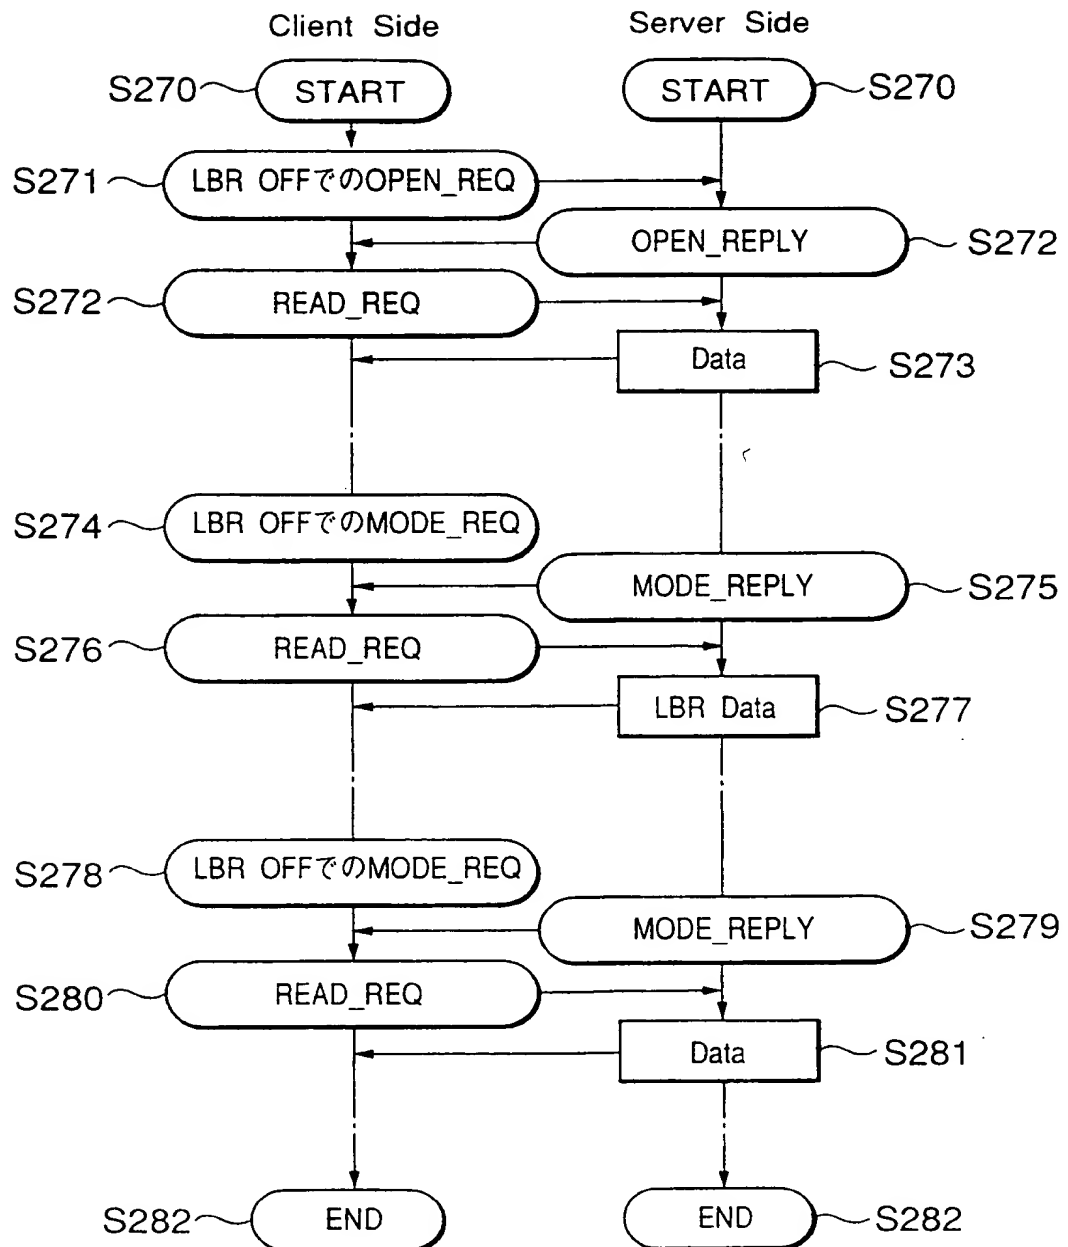 Client Side
Server Side
S270
START
START
S270
S271
LBR OFFでのOPEN_REQ
OPEN_REPLY
S272
S272
READ_REQ
Data
S273
S274
LBR OFFでのMODE_REQ
MODE_REPLY
S275
S276
READ_REQ
LBR Data
S277
S278
LBR OFFでのMODE_REQ
MODE_REPLY
S279
S280
READ_REQ
Data
S281
S282
END
END
S282